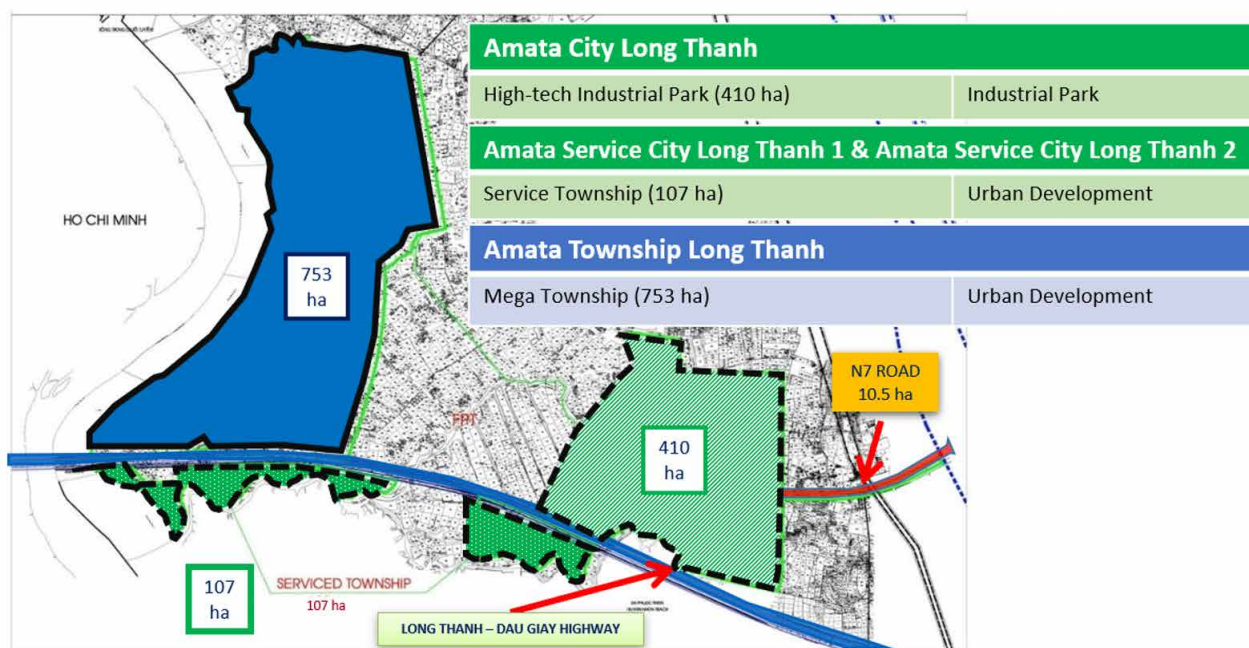 Amata City Long Thanh
High-tech Industrial Park (410 ha)
Industrial Park
Amata Service City Long Thanh 1 & Amata Service City Long Thanh 2
Service Township (107 ha)
Urban Development
Amata Township Long Thanh
Mega Township (753 ha)
Urban Development
HO CHI MINH
753
ha
N7 ROAD
10.5 ha
FPT
410
ha
107
ha
SERVICED TOWNSHIP
107 ha
LONG THANH – DAU GIAY HIGHWAY